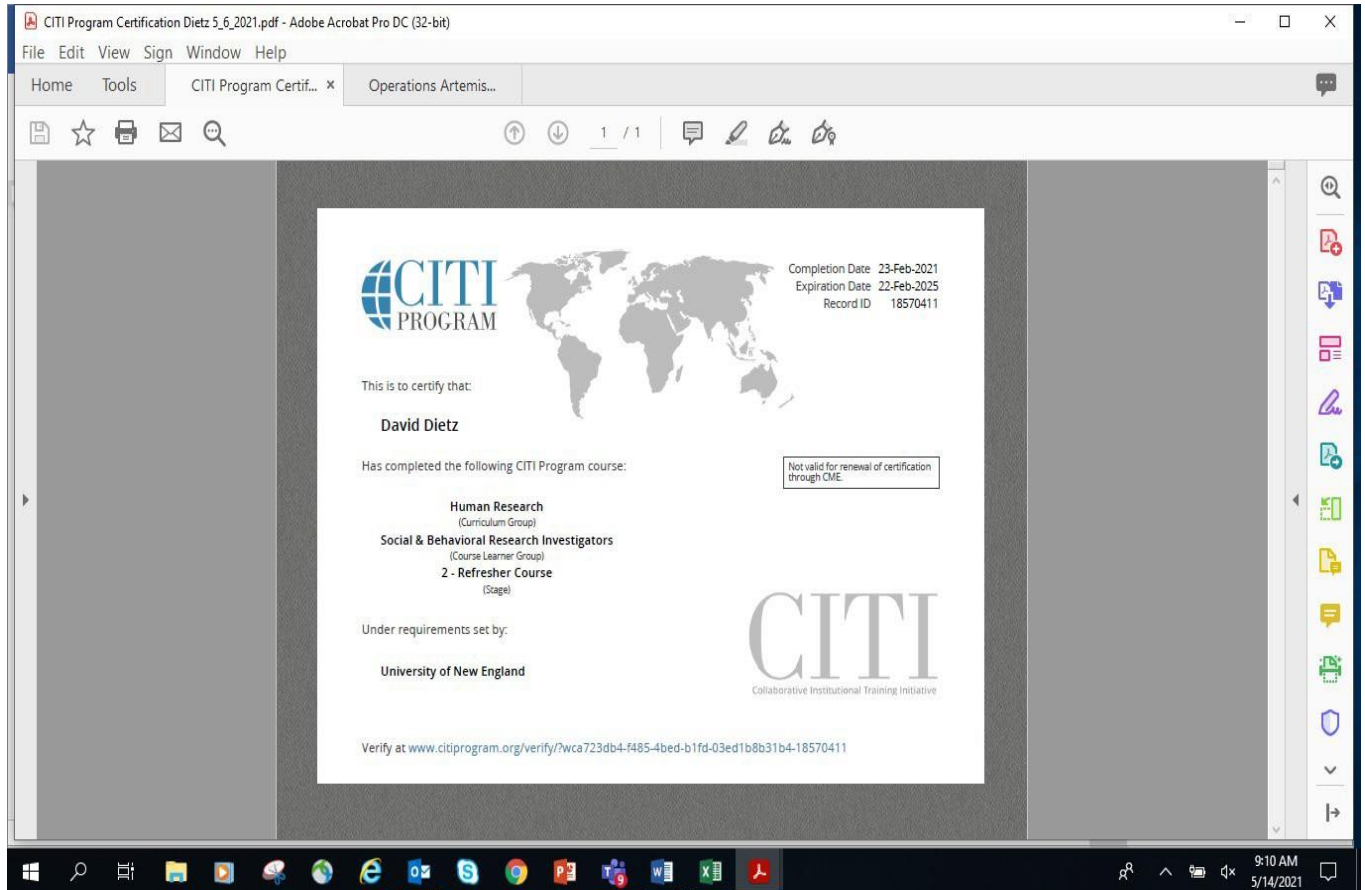 CITI Program Certification Dietz 5_6_2021.pdf - Adobe Acrobat Pro DC (32-bit)
File Edit View Sign Window Help
Home Tools CITI Program Certif... × Operations Artemis...
1 / 1
CITI
PROGRAM
Completion Date 23-Feb-2021
Expiration Date 22-Feb-2025
Record ID 18570411
This is to certify that:
David Dietz
Has completed the following CITI Program course:
Not valid for renewal of certification
through CME.
Human Research
(Curriculum Group)
Social & Behavioral Research Investigators
(Course Learner Group)
2 - Refresher Course
(Stage)
Under requirements set by:
University of New England
CITI
Collaborative Institutional Training Initiative
Verify at www.citiprogram.org/verify/?wca723db4-f485-4bed-b1fd-03ed1b8b31b4-18570411
9:10 AM
5/14/2021